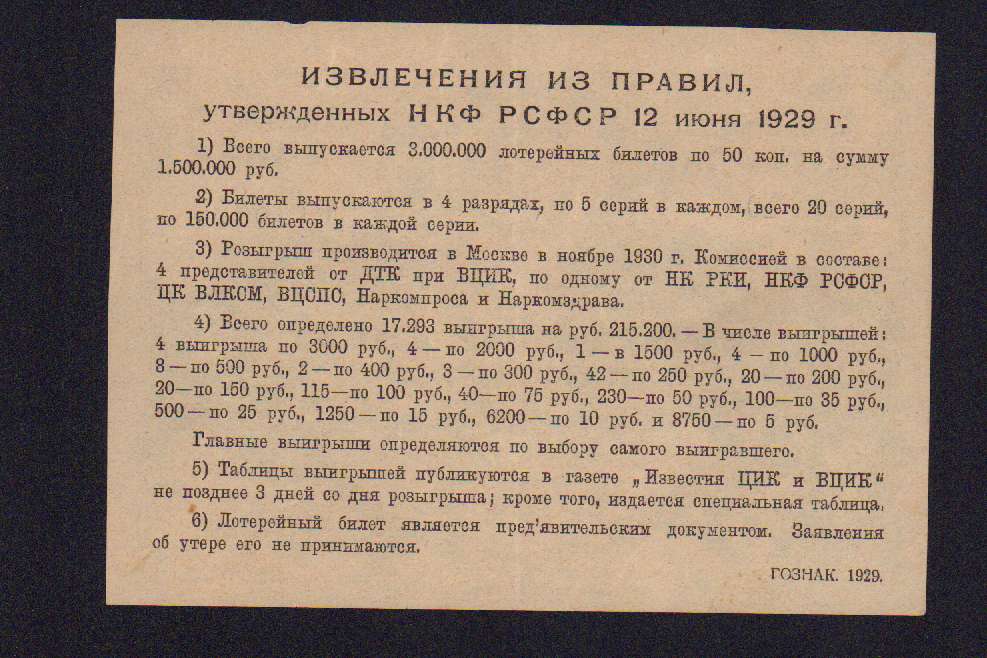 ИЗВЛЕЧЕНИЯ ИЗ ПРАВИЛ,
утвержденных НКФ РСФСР 12 июня 1929 г.
1) Всего выпускается 3.000.000 лотерейных билетов по 50 коп. на сумму
1.500.000 руб.
2) Билеты выпускаются в 4 разрядах, по 5 серий в каждом, всего 20 серий,
по 150.000 билетов в каждой серии.
3) Розыгрыш производится в Москве в ноябре 1930 г. Комиссией в составе:
4 представителей от ДТК при ВЦИК, по одному от НК РКИ, НКФ РСФСР,
ЦК ВЛКСМ, ВЦСПС, Наркомпроса и Наркомздрава.
4) Всего определено 17.293 выигрыша на руб. 215.200. — В числе выигрышей:
4 выигрыша по 3000 руб., 4 — по 2000 руб., 1 — в 1500 руб., 4 — по 1000 руб.,
8 — по 500 руб., 2 — по 400 руб., 3 — по 300 руб., 42 — по 250 руб., 20 — по 200 руб.,
20—по 150 руб., 115—по 100 руб., 40—по 75 руб., 230—по 50 руб., 100—по 35 руб.,
500 — по 25 руб., 1250 — по 15 руб., 6200 — по 10 руб. и 8750 — по 5 руб.
Главные выигрыши определяются по выбору самого выигравшего.
5) Таблицы выигрышей публикуются в газете „Известия ЦИК и ВЦИК“
не позднее 3 дней со дня розыгрыша; кроме того, издается специальная таблица.
6) Лотерейный билет является пред'явительским документом. Заявления
об утере его не принимаются.
ГОЗНАК. 1929.